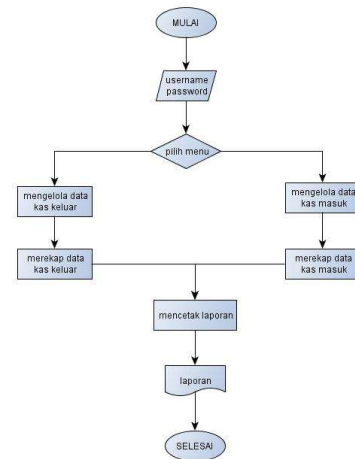 MULAI
username
password
pilih menu
mengelola data
kas keluar
mengelola data
kas masuk
merekap data
kas keluar
merekap data
kas masuk
mencetak laporan
laporan
SELESAI